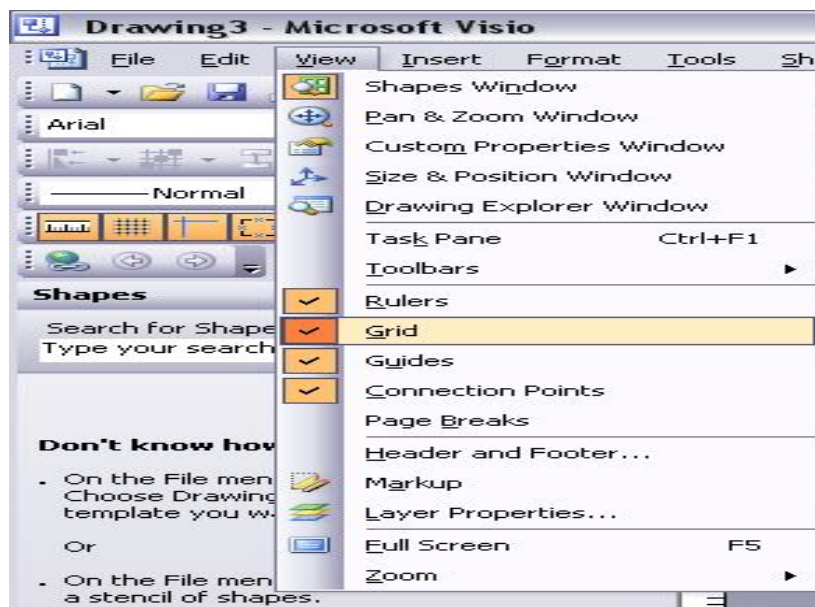 Drawing3 - Microsoft Visio
File Edit View Insert Format Tools Sh
Arial
Normal
Shapes
Search for Shape
Type your search
Don't know how
. On the File men
Choose Drawing
template you w
Or
. On the File men
a stencil of shapes.
Shapes Window
Pan & Zoom Window
Custom Properties Window
Size & Position Window
Drawing Explorer Window
Task Pane Ctrl+F1
Toolbars
Rulers
Grid
Guides
Connection Points
Page Breaks
Header and Footer...
Markup
Layer Properties...
Full Screen F5
Zoom